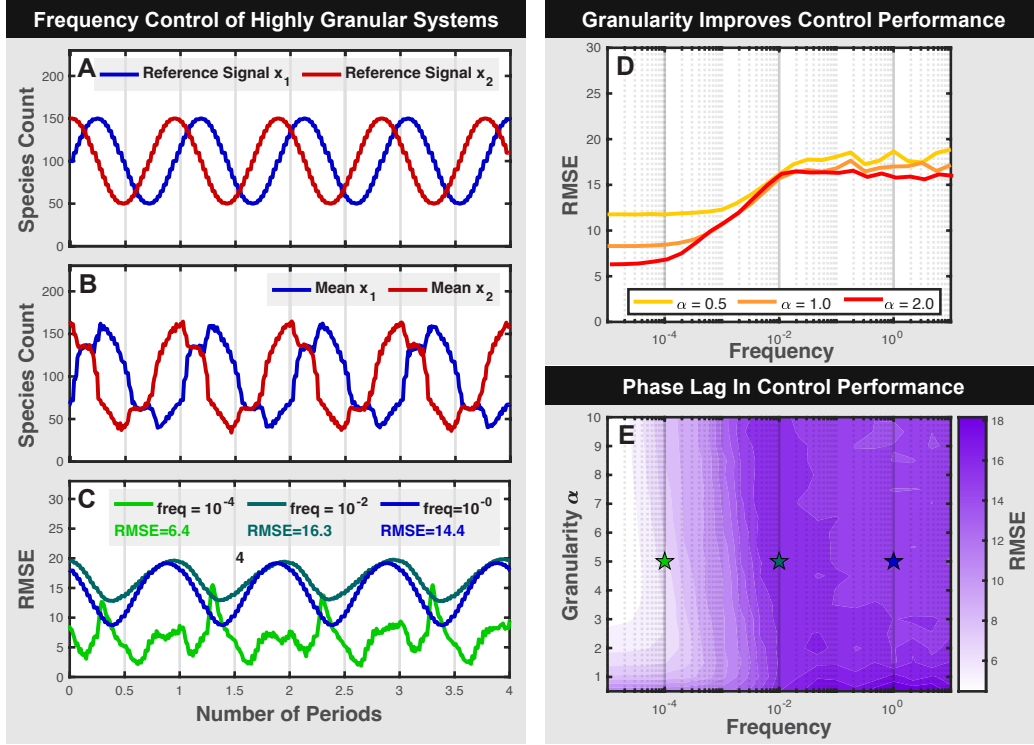 Frequency Control of Highly Granular Systems
A
Reference Signal x1 Reference Signal x2
Species Count
200
150
100
50
0
B
Mean x1 Mean x2
Species Count
200
150
100
50
0
C
freq = 10^-4 freq = 10^-2 freq=10^-0
RMSE=6.4 RMSE=16.3 RMSE=14.4
4
RMSE
30
25
20
15
10
5
0
0 0.5 1 1.5 2 2.5 3 3.5 4
Number of Periods
Granularity Improves Control Performance
D
RMSE
30
25
20
15
10
5
0
α = 0.5 α = 1.0 α = 2.0
10^-4 10^-2 10^0
Frequency
Phase Lag In Control Performance
E
Granularity α
10
9
8
7
6
5
4
3
2
1
10^-4 10^-2 10^0
Frequency
18
16
14
12
10
8
6
RMSE